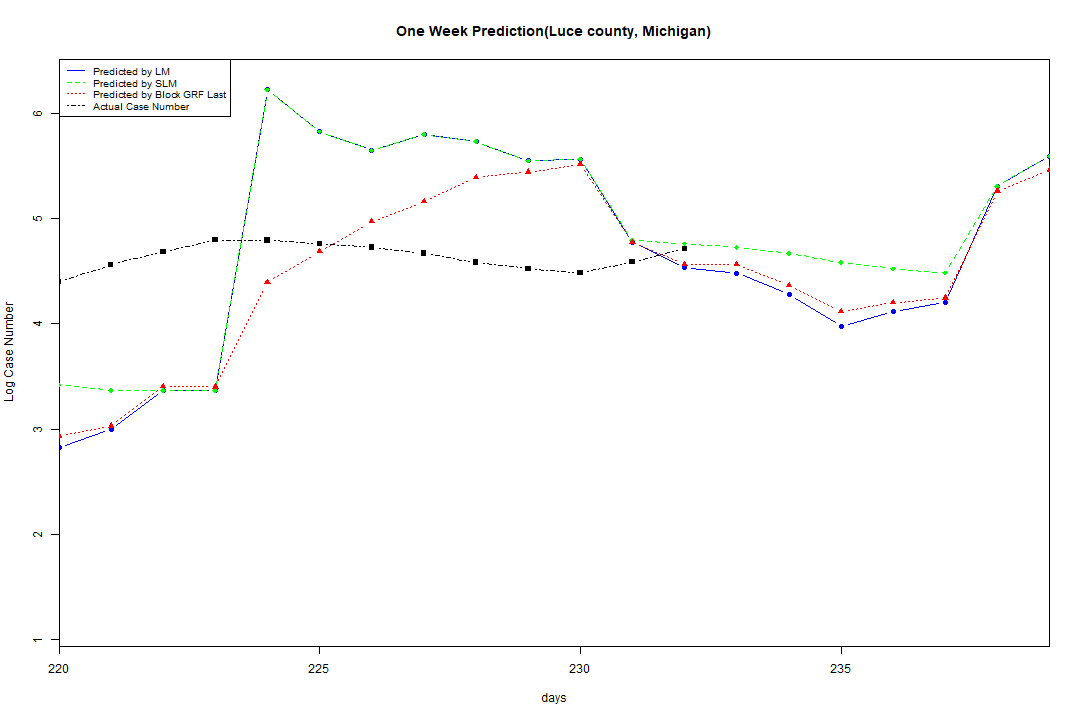 One Week Prediction(Luce county, Michigan)
Predicted by LM
Predicted by SLM
Predicted by Block GRF Last
Actual Case Number
6
5
4
3
2
1
Log Case Number
220 225 230 235
days